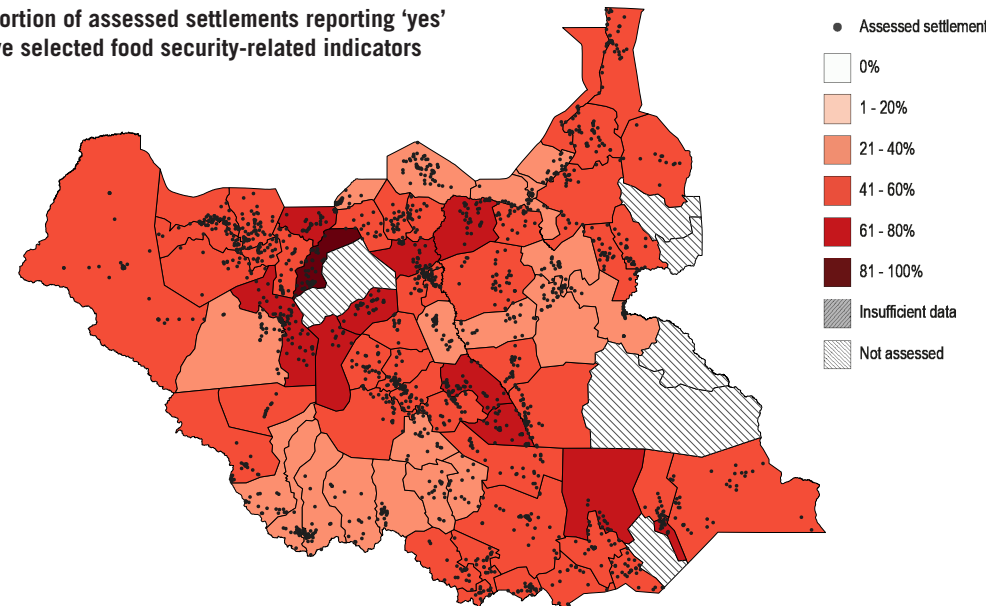 ortion of assessed settlements reporting ‘yes’
ve selected food security-related indicators
Assessed settlement
0%
1 - 20%
21 - 40%
41 - 60%
61 - 80%
81 - 100%
Insufficient data
Not assessed